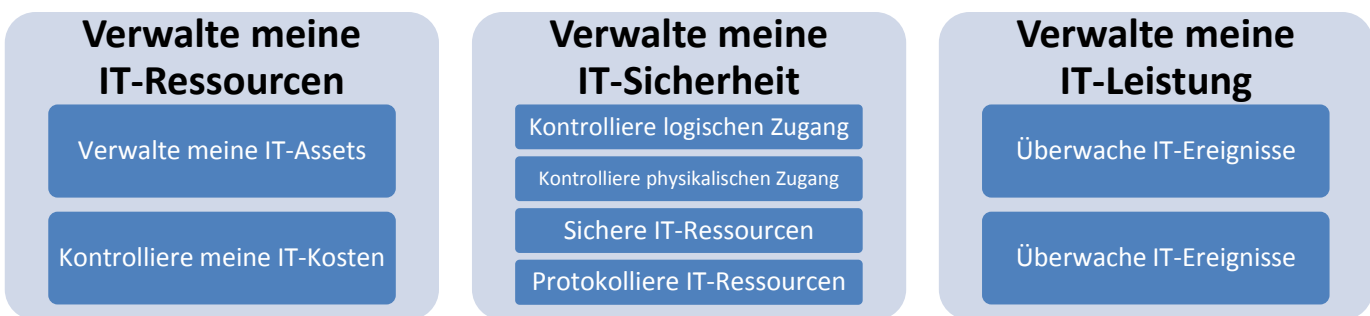 Verwalte meine
IT-Ressourcen
Verwalte meine IT-Assets
Kontrolliere meine IT-Kosten
Verwalte meine
IT-Sicherheit
Kontrolliere logischen Zugang
Kontrolliere physikalischen Zugang
Sichere IT-Ressourcen
Protokolliere IT-Ressourcen
Verwalte meine
IT-Leistung
Überwache IT-Ereignisse
Überwache IT-Ereignisse